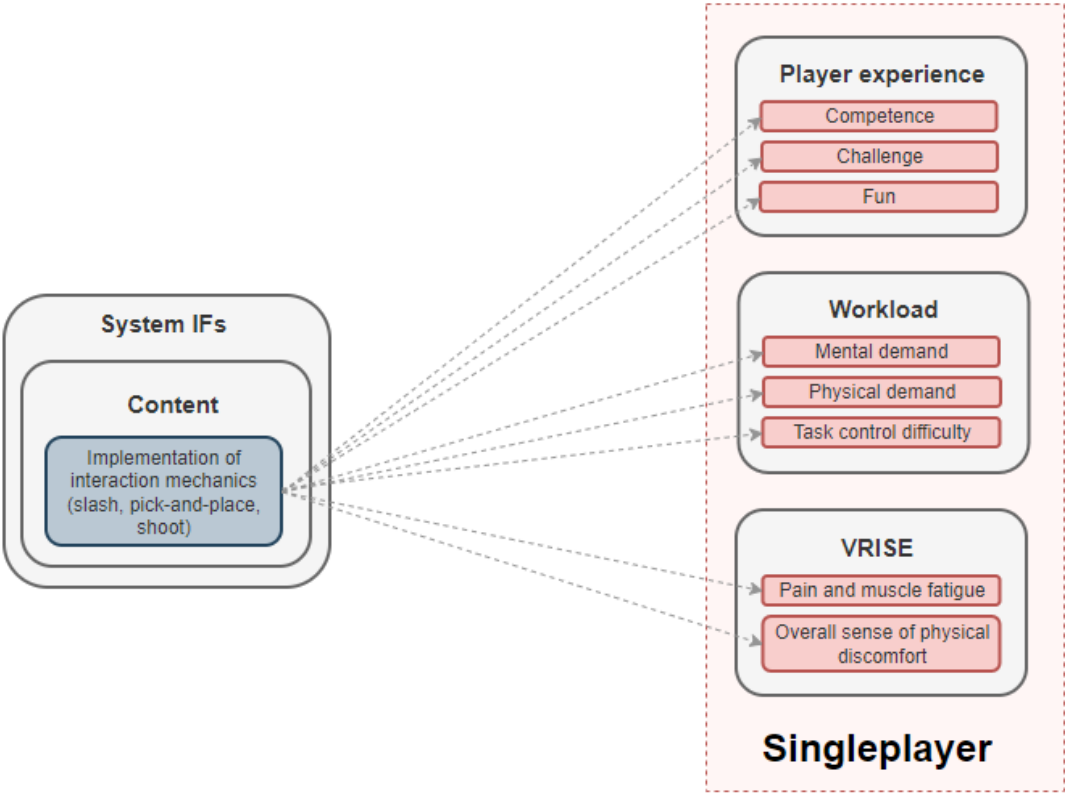 System IFs
Content
Implementation of
interaction mechanics
(slash, pick-and-place,
shoot)
Player experience
Competence
Challenge
Fun
Workload
Mental demand
Physical demand
Task control difficulty
VRISE
Pain and muscle fatigue
Overall sense of physical
discomfort
Singleplayer